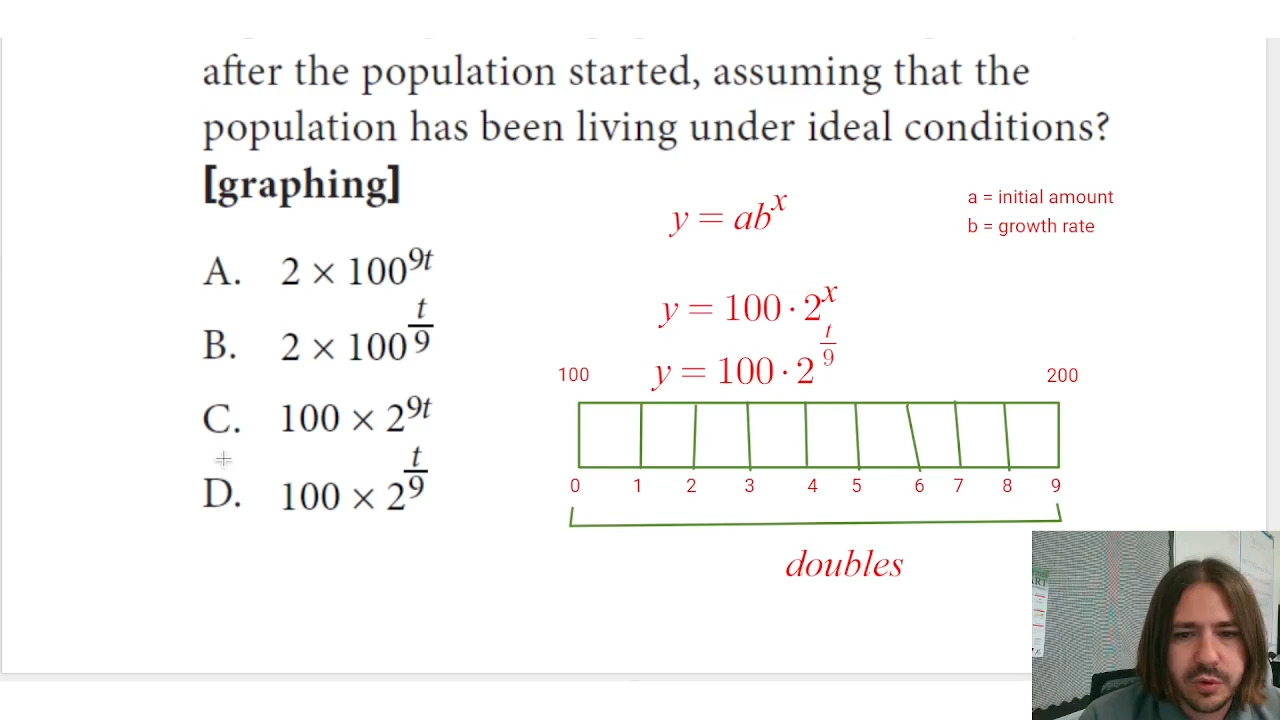 after the population started, assuming that the
population has been living under ideal conditions?
[graphing]
y = ab^x
a = initial amount
b = growth rate
A. 2 × 100^9t
B. 2 × 100^t/9
C. 100 × 2^9t
D. 100 × 2^t/9
y = 100 · 2^x
y = 100 · 2^t/9
100 200
0 1 2 3 4 5 6 7 8 9
doubles